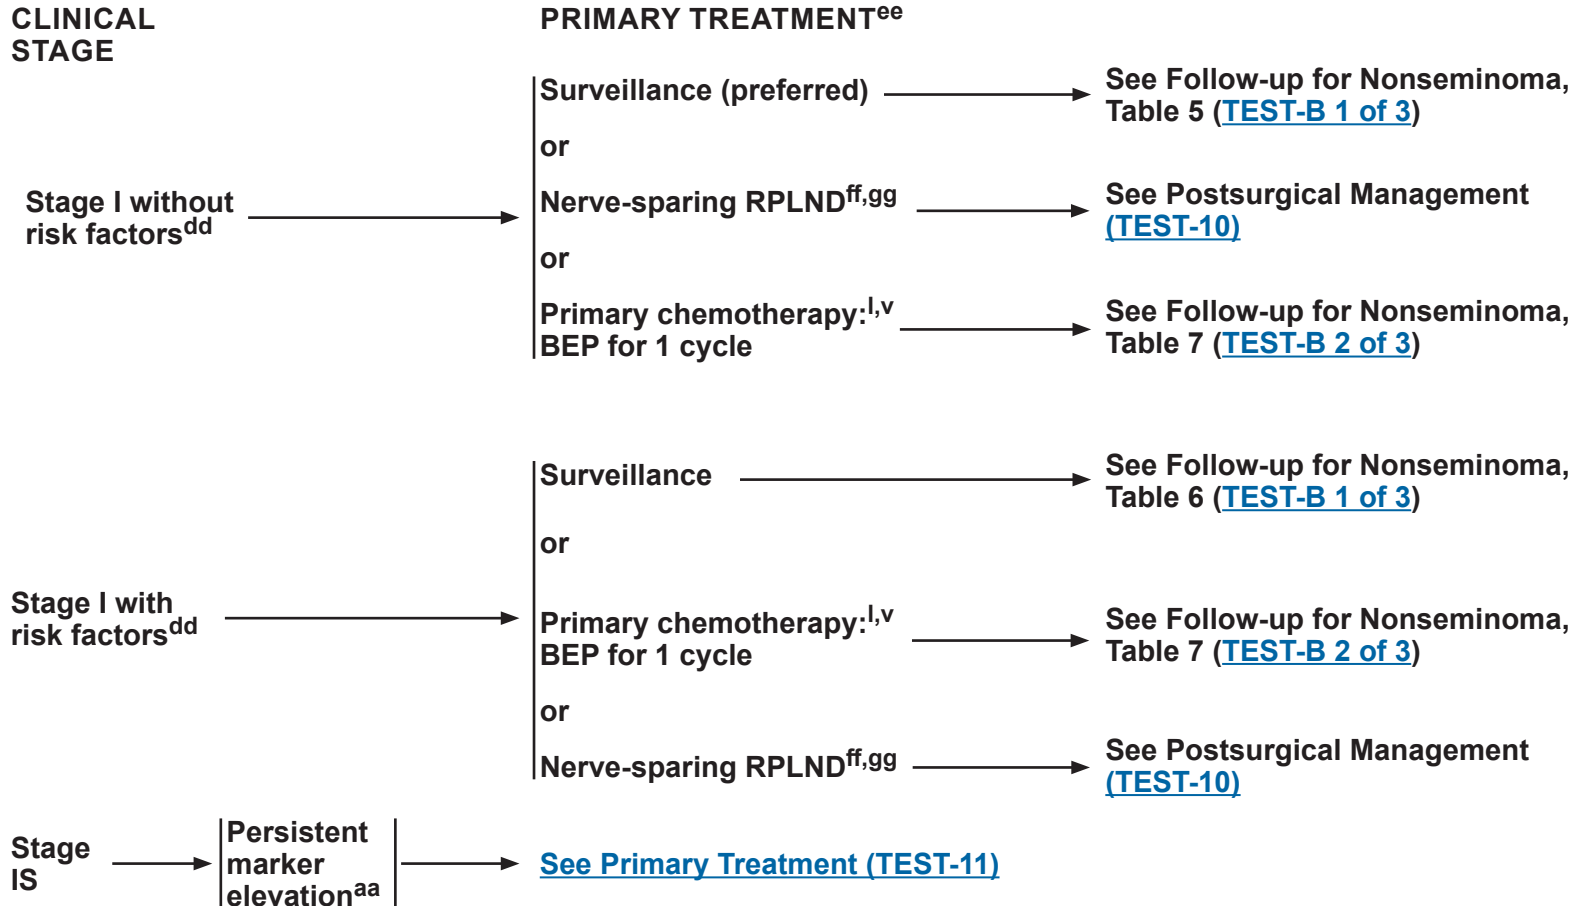 CLINICAL
STAGE
PRIMARY TREATMENTee
Stage I without
risk factorsdd
Surveillance (preferred)
See Follow-up for Nonseminoma,
Table 5 (TEST-B 1 of 3)
or
Nerve-sparing RPLNDff,gg
See Postsurgical Management
(TEST-10)
or
Primary chemotherapy:l,v
BEP for 1 cycle
See Follow-up for Nonseminoma,
Table 7 (TEST-B 2 of 3)
Stage I with
risk factorsdd
Surveillance
See Follow-up for Nonseminoma,
Table 6 (TEST-B 1 of 3)
or
Primary chemotherapy:l,v
BEP for 1 cycle
See Follow-up for Nonseminoma,
Table 7 (TEST-B 2 of 3)
or
Nerve-sparing RPLNDff,gg
See Postsurgical Management
(TEST-10)
Stage
IS
Persistent
marker
elevationaa
See Primary Treatment (TEST-11)